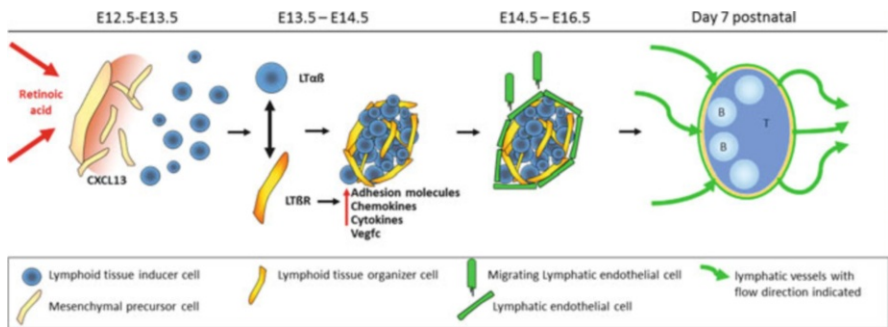 E12.5-E13.5
E13.5 – E14.5
E14.5 – E16.5
Day 7 postnatal
Retinoic
acid
CXCL13
LTαß
LTßR
Adhesion molecules
Chemokines
Cytokines
Vegfc
B
B
T
Lymphoid tissue inducer cell
Mesenchymal precursor cell
Lymphoid tissue organizer cell
Migrating Lymphatic endothelial cell
Lymphatic endothelial cell
lymphatic vessels with
flow direction indicated